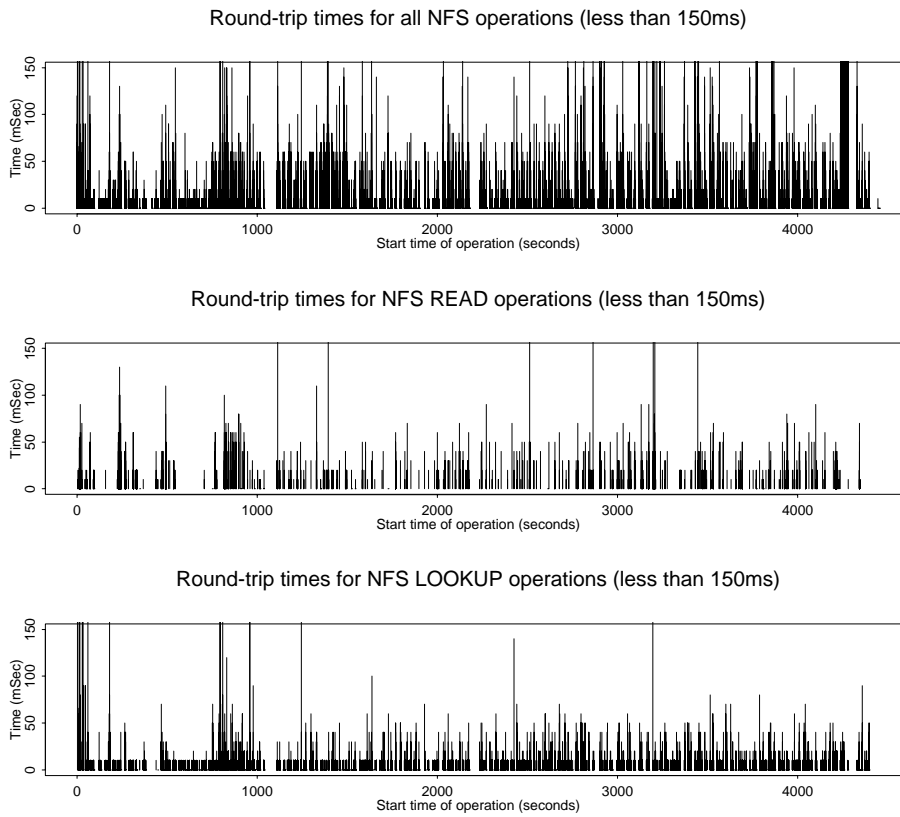 Round-trip times for all NFS operations (less than 150ms)
Time (mSec)
150
100
50
0
0 1000 2000 3000 4000
Start time of operation (seconds)
Round-trip times for NFS READ operations (less than 150ms)
Time (mSec)
150
100
50
0
0 1000 2000 3000 4000
Start time of operation (seconds)
Round-trip times for NFS LOOKUP operations (less than 150ms)
Time (mSec)
150
100
50
0
0 1000 2000 3000 4000
Start time of operation (seconds)